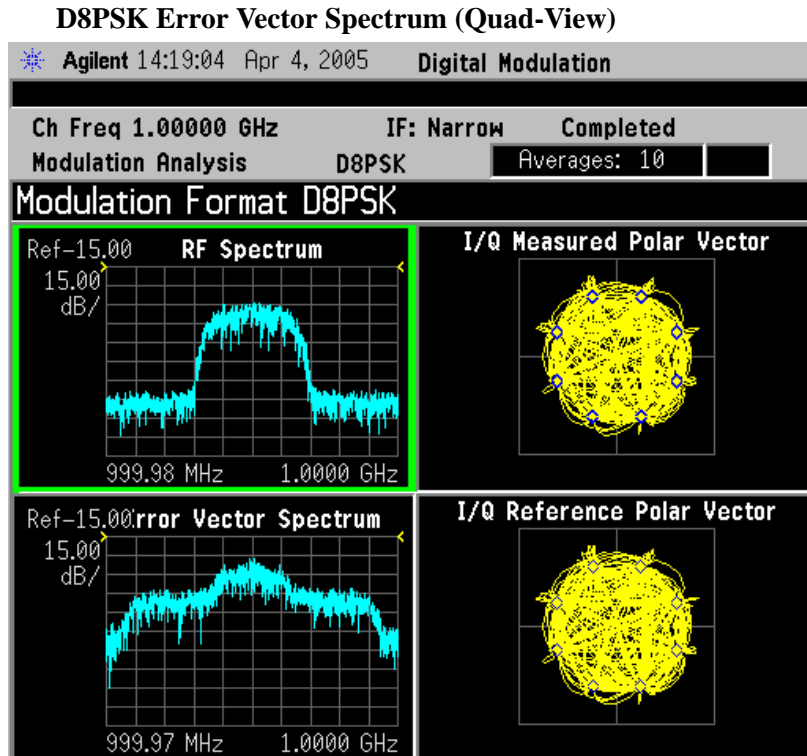 D8PSK Error Vector Spectrum (Quad-View)
Agilent 14:19:04 Apr 4, 2005 Digital Modulation
Ch Freq 1.00000 GHz IF: Narrow Completed
Modulation Analysis D8PSK Averages: 10
Modulation Format D8PSK
Ref-15.00 RF Spectrum
15.00
dB/
999.98 MHz 1.0000 GHz
I/Q Measured Polar Vector
Ref-15.00 rror Vector Spectrum
15.00
dB/
999.97 MHz 1.0000 GHz
I/Q Reference Polar Vector